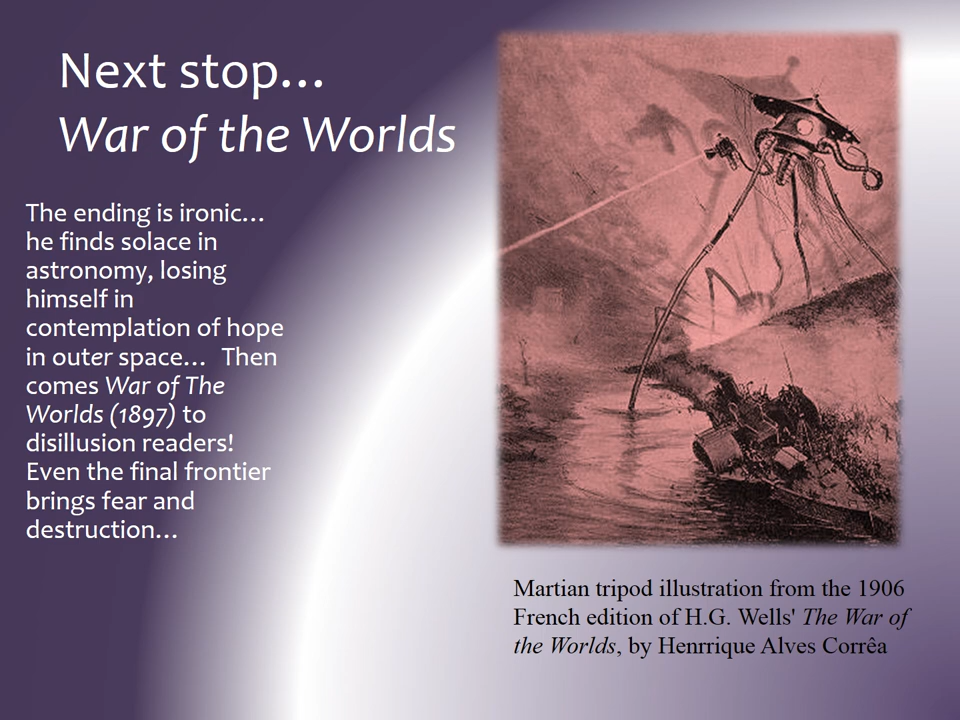 Next stop…
War of the Worlds
The ending is ironic…
he finds solace in
astronomy, losing
himself in
contemplation of hope
in outer space… Then
comes War of The
Worlds (1897) to
disillusion readers!
Even the final frontier
brings fear and
destruction…
Martian tripod illustration from the 1906
French edition of H.G. Wells' The War of
the Worlds, by Henrrique Alves Corrêa